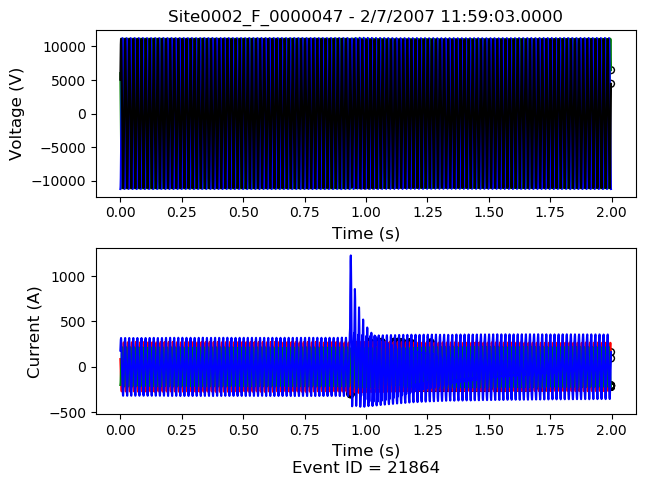 Site0002_F_0000047 - 2/7/2007 11:59:03.0000
Voltage (V)
10000
5000
0
−5000
−10000
0.00 0.25 0.50 0.75 1.00 1.25 1.50 1.75 2.00
Time (s)
Current (A)
1000
500
0
−500
0.00 0.25 0.50 0.75 1.00 1.25 1.50 1.75 2.00
Time (s)
Event ID = 21864